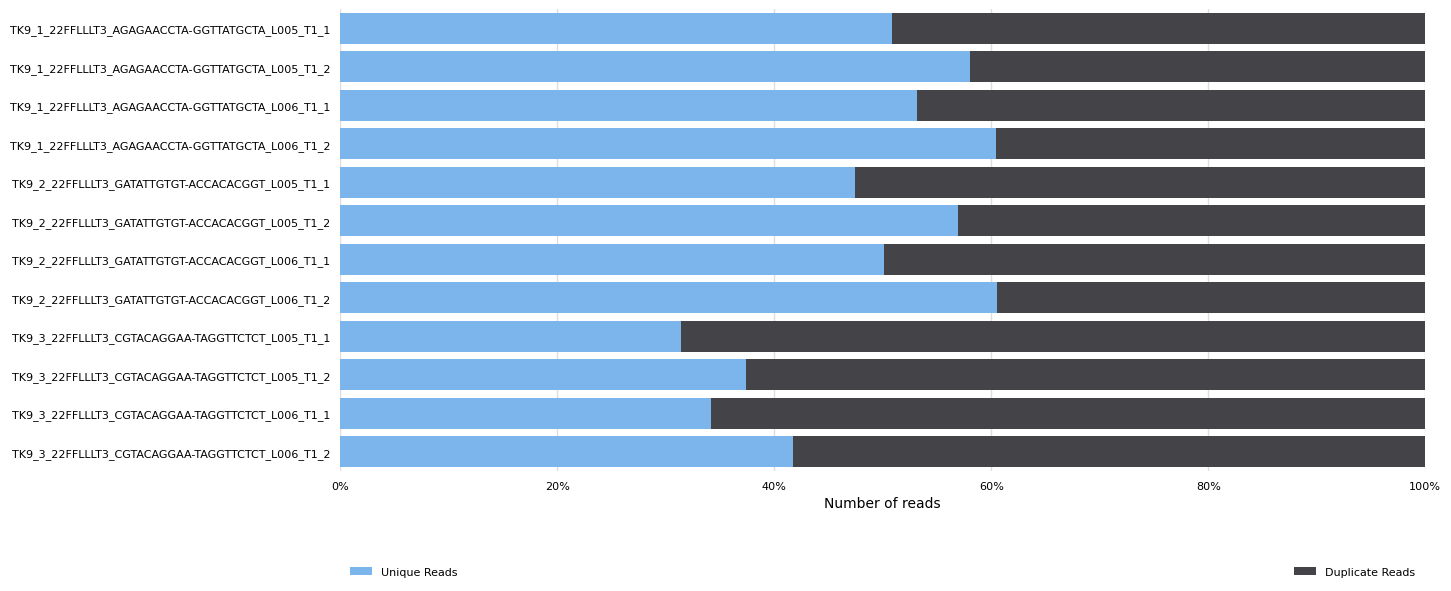 TK9_1_22FFLLLT3_AGAGAACCTA-GGTTATGCTA_L005_T1_1
TK9_1_22FFLLLT3_AGAGAACCTA-GGTTATGCTA_L005_T1_2
TK9_1_22FFLLLT3_AGAGAACCTA-GGTTATGCTA_L006_T1_1
TK9_1_22FFLLLT3_AGAGAACCTA-GGTTATGCTA_L006_T1_2
TK9_2_22FFLLLT3_GATATTGTGT-ACCACACGGT_L005_T1_1
TK9_2_22FFLLLT3_GATATTGTGT-ACCACACGGT_L005_T1_2
TK9_2_22FFLLLT3_GATATTGTGT-ACCACACGGT_L006_T1_1
TK9_2_22FFLLLT3_GATATTGTGT-ACCACACGGT_L006_T1_2
TK9_3_22FFLLLT3_CGTACAGGAA-TAGGTTCTCT_L005_T1_1
TK9_3_22FFLLLT3_CGTACAGGAA-TAGGTTCTCT_L005_T1_2
TK9_3_22FFLLLT3_CGTACAGGAA-TAGGTTCTCT_L006_T1_1
TK9_3_22FFLLLT3_CGTACAGGAA-TAGGTTCTCT_L006_T1_2
0% 20% 40% 60% 80% 100%
Number of reads
Unique Reads Duplicate Reads